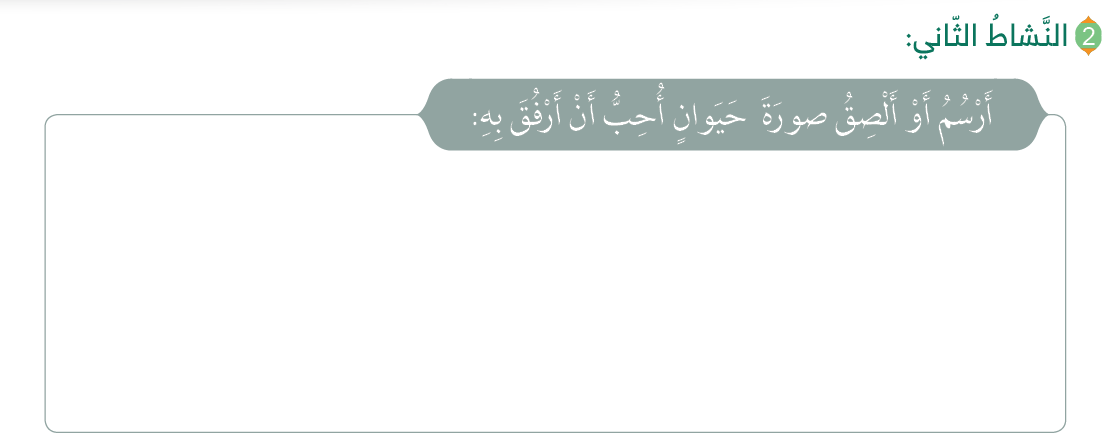 2 النَّشاطُ الثّاني:
أَرْسُمُ أَوْ أَلْصِقُ صورَةَ حَيَوانٍ أُحِبُّ أَنْ أَرْفُقَ بِهِ: